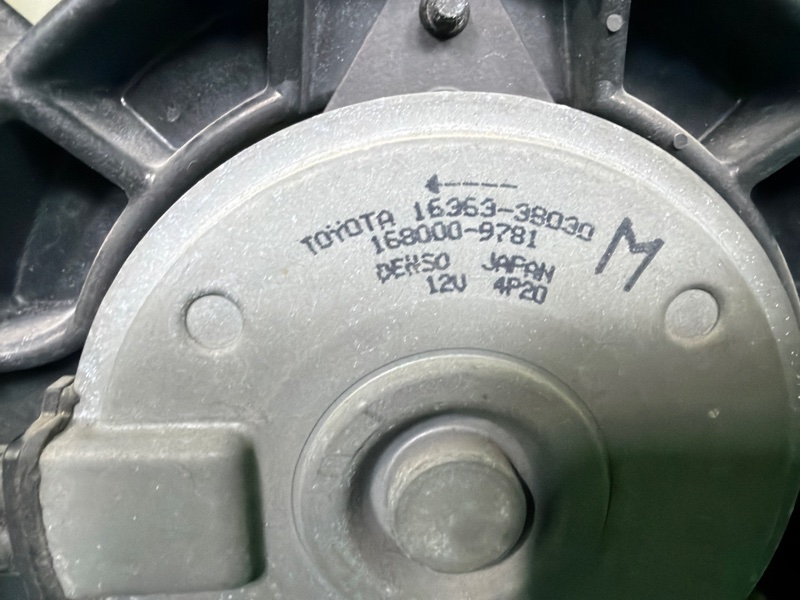 TOYOTA 16363-38030
168000-9781
DENSO JAPAN
12V 4P20
M